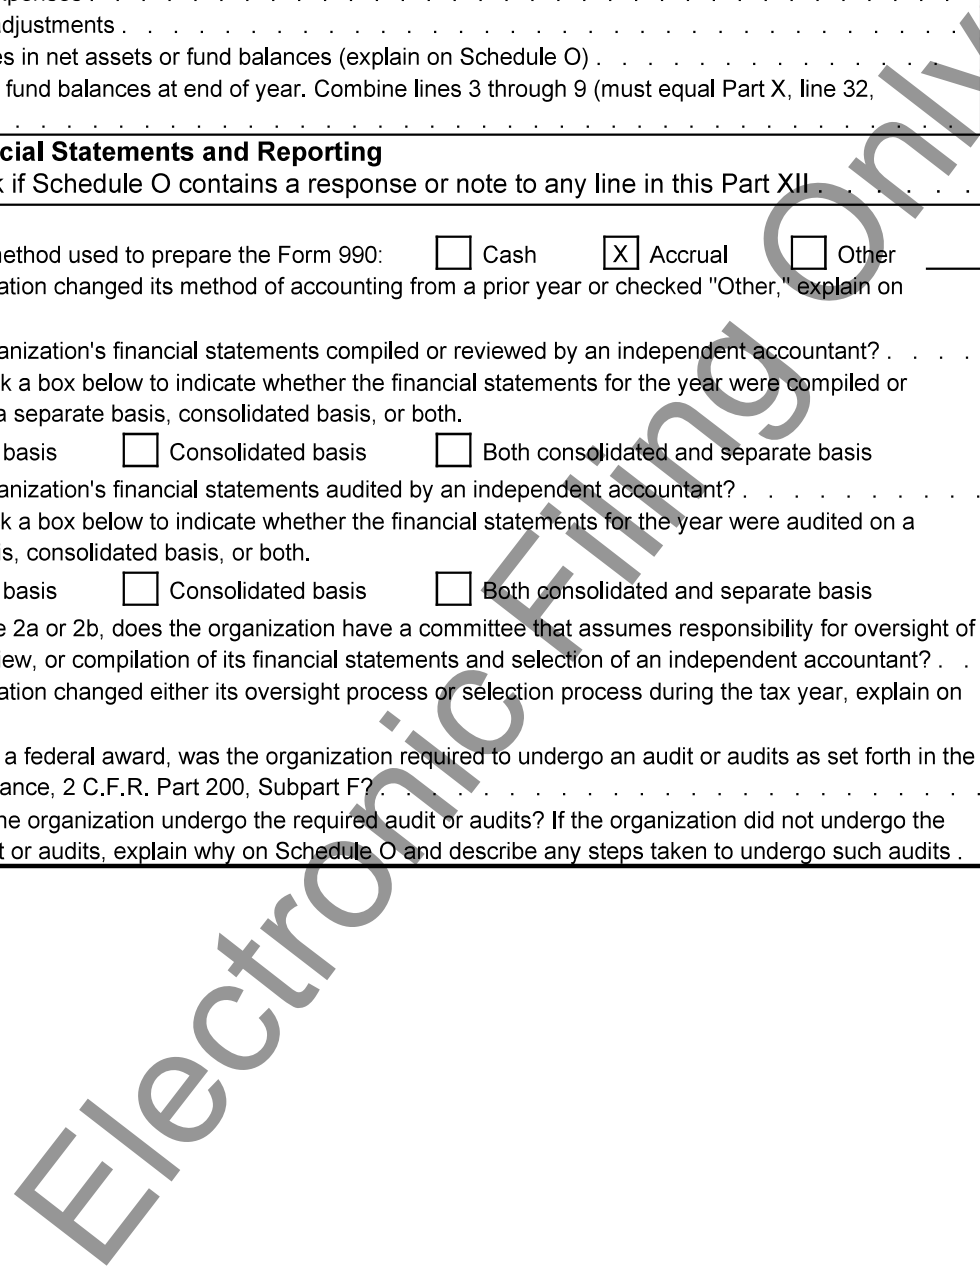 adjustments . . . . . . . . . . . . . . . . . . . . . . . . . . . . . . .
es in net assets or fund balances (explain on Schedule O) . . . . . . . . . . . . . .
fund balances at end of year. Combine lines 3 through 9 (must equal Part X, line 32,
. . . . . . . . . . . . . . . . . . . . . . . . . . . . . . . . . . . .
cial Statements and Reporting
k if Schedule O contains a response or note to any line in this Part XII . . . . . .
method used to prepare the Form 990: Cash X Accrual Other
ation changed its method of accounting from a prior year or checked "Other," explain on
anization's financial statements compiled or reviewed by an independent accountant? . . . .
k a box below to indicate whether the financial statements for the year were compiled or
a separate basis, consolidated basis, or both.
basis Consolidated basis Both consolidated and separate basis
anization's financial statements audited by an independent accountant? . . . . . . . . . .
k a box below to indicate whether the financial statements for the year were audited on a
is, consolidated basis, or both.
basis Consolidated basis Both consolidated and separate basis
e 2a or 2b, does the organization have a committee that assumes responsibility for oversight of
iew, or compilation of its financial statements and selection of an independent accountant? . .
ation changed either its oversight process or selection process during the tax year, explain on
a federal award, was the organization required to undergo an audit or audits as set forth in the
ance, 2 C.F.R. Part 200, Subpart F? . . . . . . . . . . . . . . . . . . . . . .
he organization undergo the required audit or audits? If the organization did not undergo the
t or audits, explain why on Schedule O and describe any steps taken to undergo such audits .
Electronic Filing Only